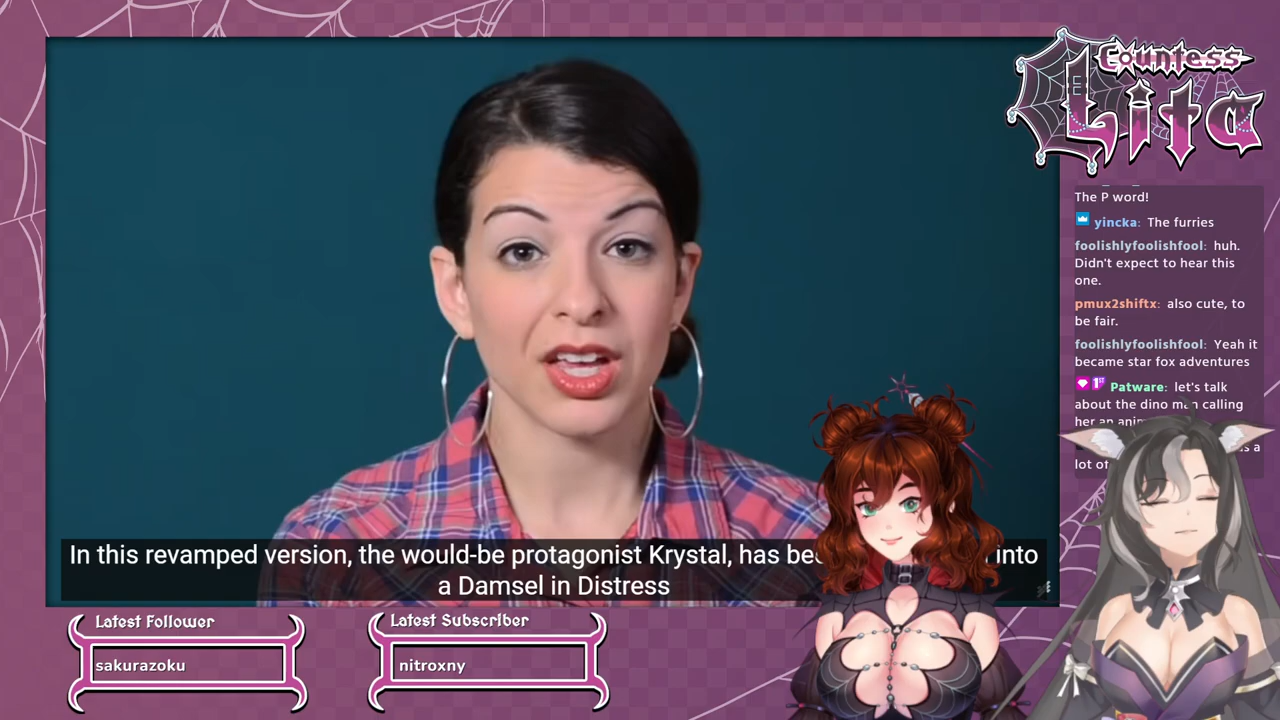 Countess
Lita
The P word!
yincka: The furries
foolishlyfoolishfool: huh.
Didn't expect to hear this
one.
pmux2shiftx: also cute, to
be fair.
foolishlyfoolishfool: Yeah it
became star fox adventures
Patware: let's talk
about the dino man calling
her an
lot of
In this revamped version, the would-be protagonist Krystal, has into
a Damsel in Distress
Latest Follower
sakurazoku
Latest Subscriber
nitroxny